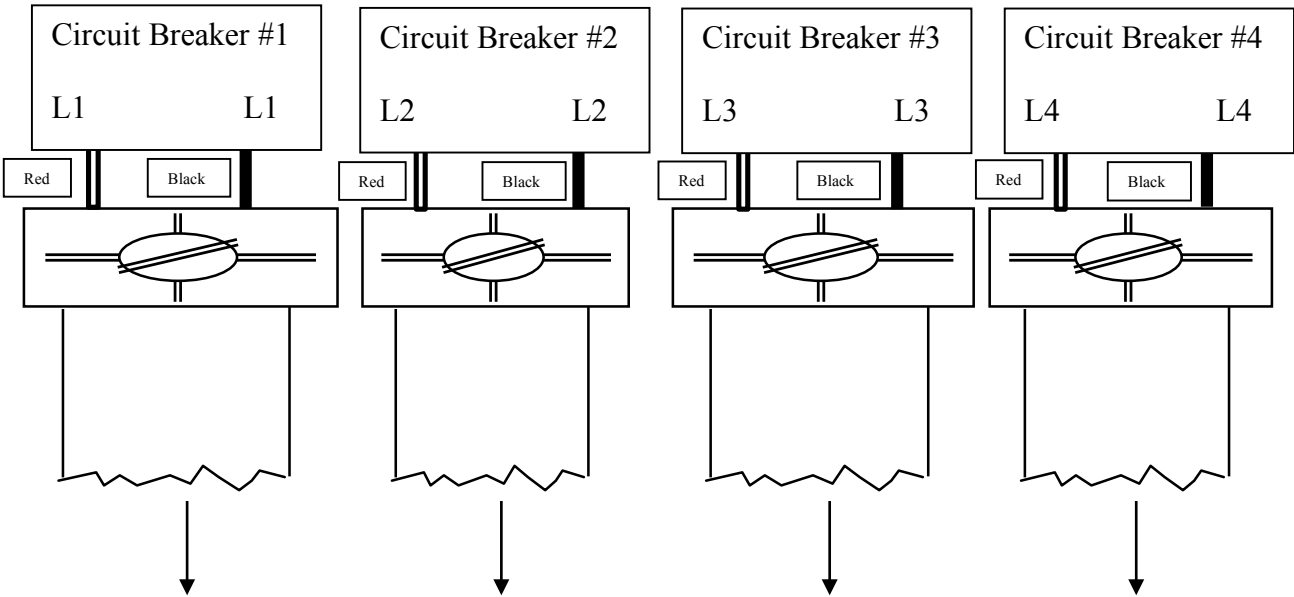 Circuit Breaker #1
L1 L1
Red
Black
Circuit Breaker #2
L2 L2
Red
Black
Circuit Breaker #3
L3 L3
Red
Black
Circuit Breaker #4
L4 L4
Red
Black